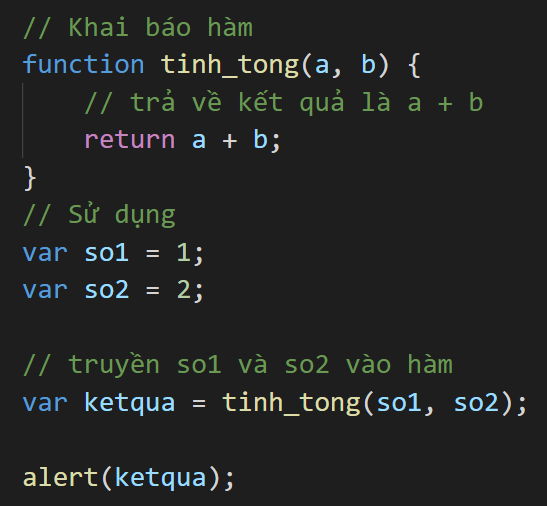 // Khai báo hàm
function tinh_tong(a, b) {
    // trả về kết quả là a + b
    return a + b;
}
// Sử dụng
var so1 = 1;
var so2 = 2;

// truyền so1 và so2 vào hàm
var ketqua = tinh_tong(so1, so2);

alert(ketqua);